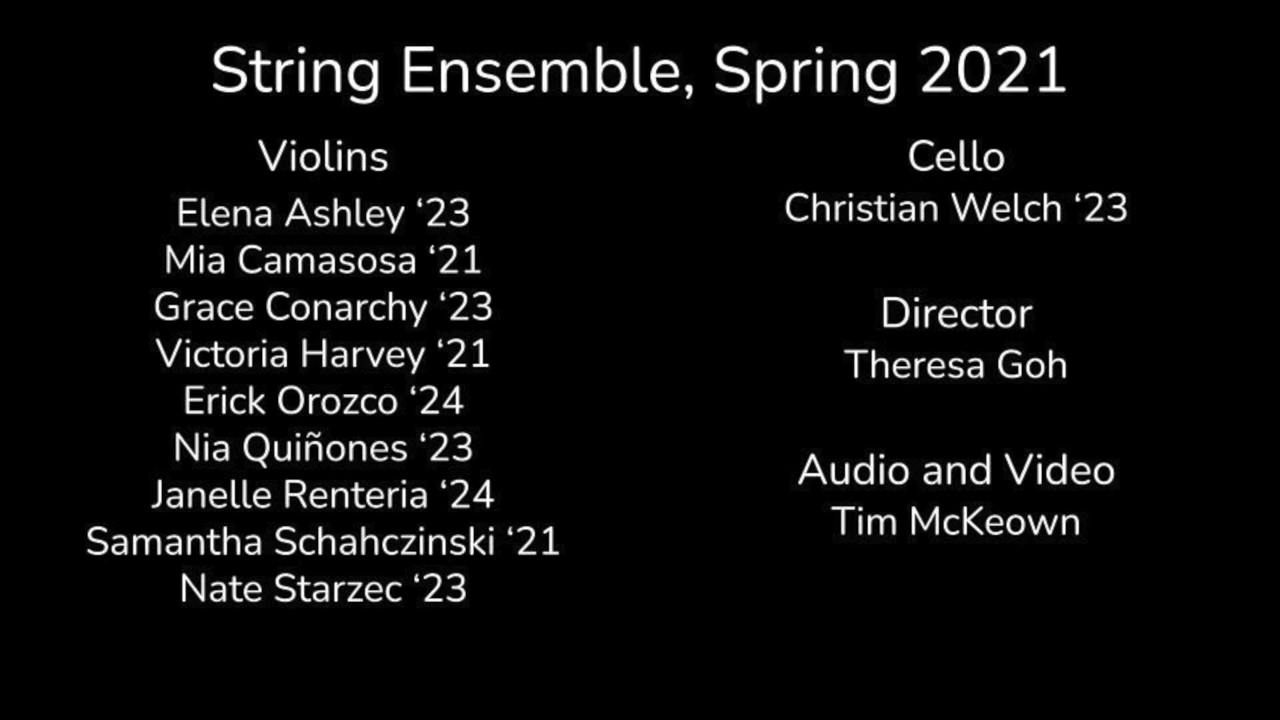 String Ensemble, Spring 2021
Violins
Elena Ashley ‘23
Mia Camasosa ‘21
Grace Conarchy ‘23
Victoria Harvey ‘21
Erick Orozco ‘24
Nia Quiñones ‘23
Janelle Renteria ‘24
Samantha Schahczinski ‘21
Nate Starzec ‘23
Cello
Christian Welch ‘23
Director
Theresa Goh
Audio and Video
Tim McKeown